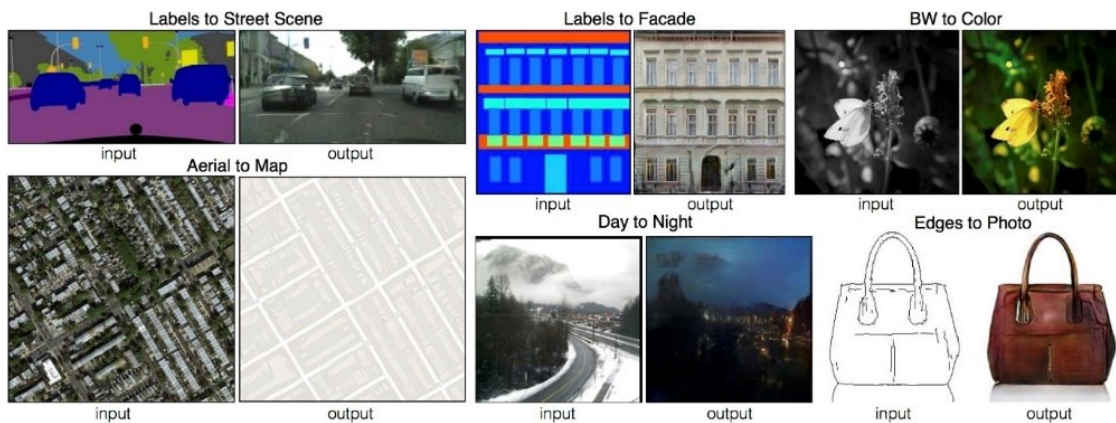 Labels to Street Scene
input
output
Aerial to Map
input
output
Labels to Facade
input
output
BW to Color
input
output
Day to Night
input
output
Edges to Photo
input
output